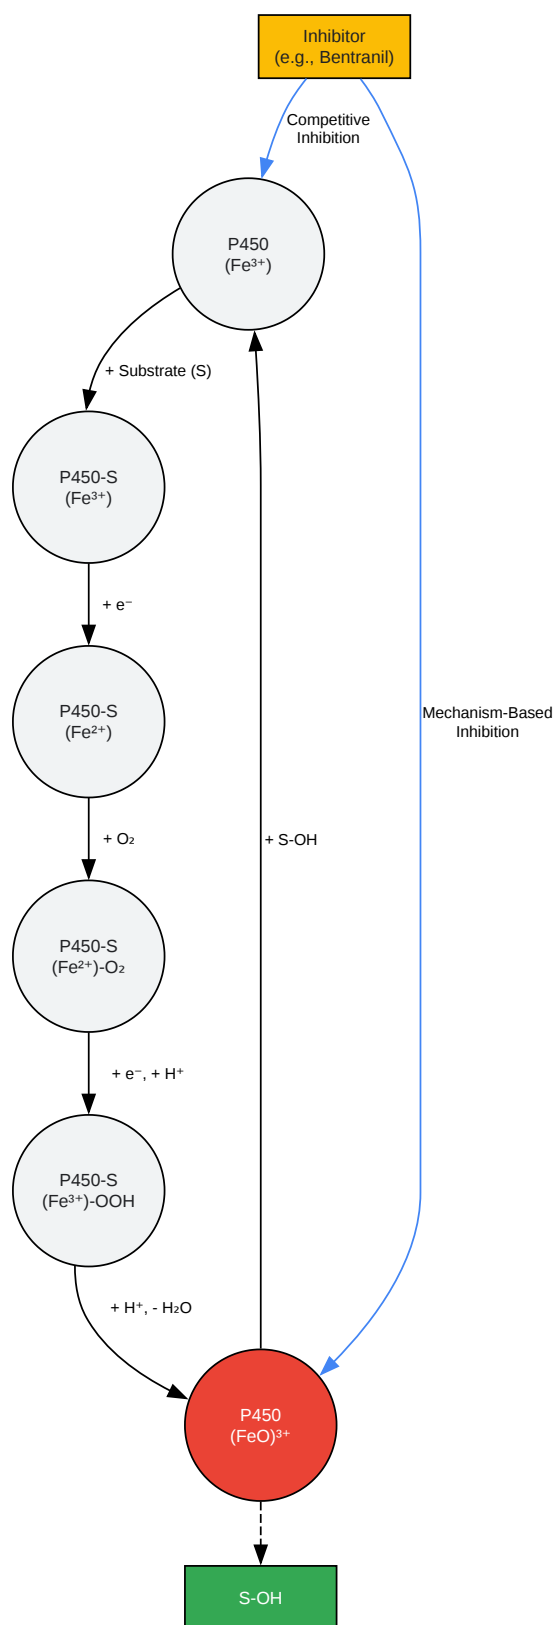 Inhibitor
(e.g., Bentranil)
Competitive
Inhibition
P450
(Fe³⁺)
+ Substrate (S)
P450-S
(Fe³⁺)
+ e⁻
P450-S
(Fe²⁺)
Mechanism-Based
Inhibition
+ O₂
+ S-OH
P450-S
(Fe²⁺)-O₂
+ e⁻, + H⁺
P450-S
(Fe³⁺)-OOH
+ H⁺, - H₂O
P450
(FeO)³⁺
S-OH